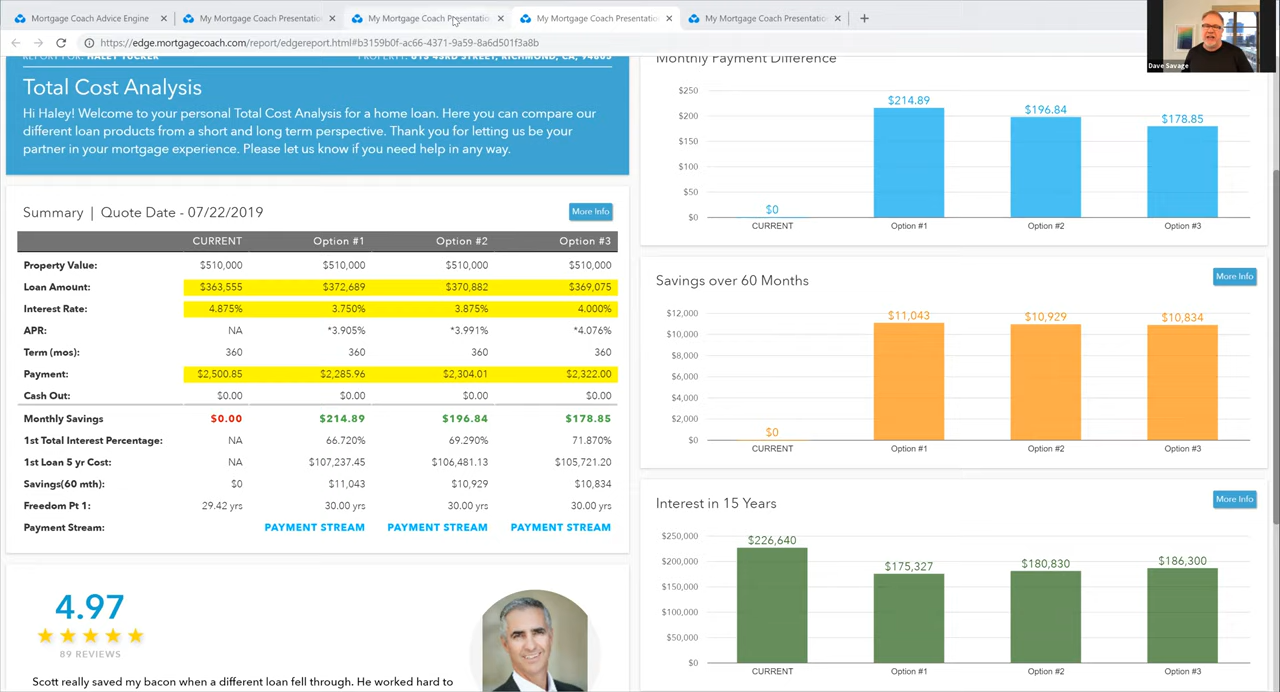 Mortgage Coach Advice Engine
My Mortgage Coach Presentatio
My Mortgage Coach Presentatio
My Mortgage Coach Presentatio
My Mortgage Coach Presentatio
https://edge.mortgagecoach.com/report/edgereport.html#b3159b0f-ac66-4371-9a59-8a6d501f3a8b
Dave Savage
REPORT FOR: HALEY TUCKER
PROPERTY: 615 43RD STREET, RICHMOND, CA, 94805
Total Cost Analysis
Hi Haley! Welcome to your personal Total Cost Analysis for a home loan. Here you can compare our
different loan products from a short and long term perspective. Thank you for letting us be your
partner in your mortgage experience. Please let us know if you need help in any way.
Summary | Quote Date - 07/22/2019
More Info
CURRENT Option #1 Option #2 Option #3
Property Value: $510,000 $510,000 $510,000 $510,000
Loan Amount: $363,555 $372,689 $370,882 $369,075
Interest Rate: 4.875% 3.750% 3.875% 4.000%
APR: NA *3.905% *3.991% *4.076%
Term (mos): 360 360 360 360
Payment: $2,500.85 $2,285.96 $2,304.01 $2,322.00
Cash Out: $0.00 $0.00 $0.00 $0.00
Monthly Savings $0.00 $214.89 $196.84 $178.85
1st Total Interest Percentage: NA 66.720% 69.290% 71.870%
1st Loan 5 yr Cost: NA $107,237.45 $106,481.13 $105,721.20
Savings(60 mth): $0 $11,043 $10,929 $10,834
Freedom Pt 1: 29.42 yrs 30.00 yrs 30.00 yrs 30.00 yrs
Payment Stream: PAYMENT STREAM PAYMENT STREAM PAYMENT STREAM
4.97
89 REVIEWS
Scott really saved my bacon when a different loan fell through. He worked hard to
Monthly Payment Difference
$250
$200
$150
$100
$50
$0
$0
$214.89
$196.84
$178.85
CURRENT Option #1 Option #2 Option #3
Savings over 60 Months
More Info
$12,000
$10,000
$8,000
$6,000
$4,000
$2,000
$0
$0
$11,043
$10,929
$10,834
CURRENT Option #1 Option #2 Option #3
Interest in 15 Years
More Info
$250,000
$200,000
$150,000
$100,000
$50,000
$0
$226,640
$175,327
$180,830
$186,300
CURRENT Option #1 Option #2 Option #3